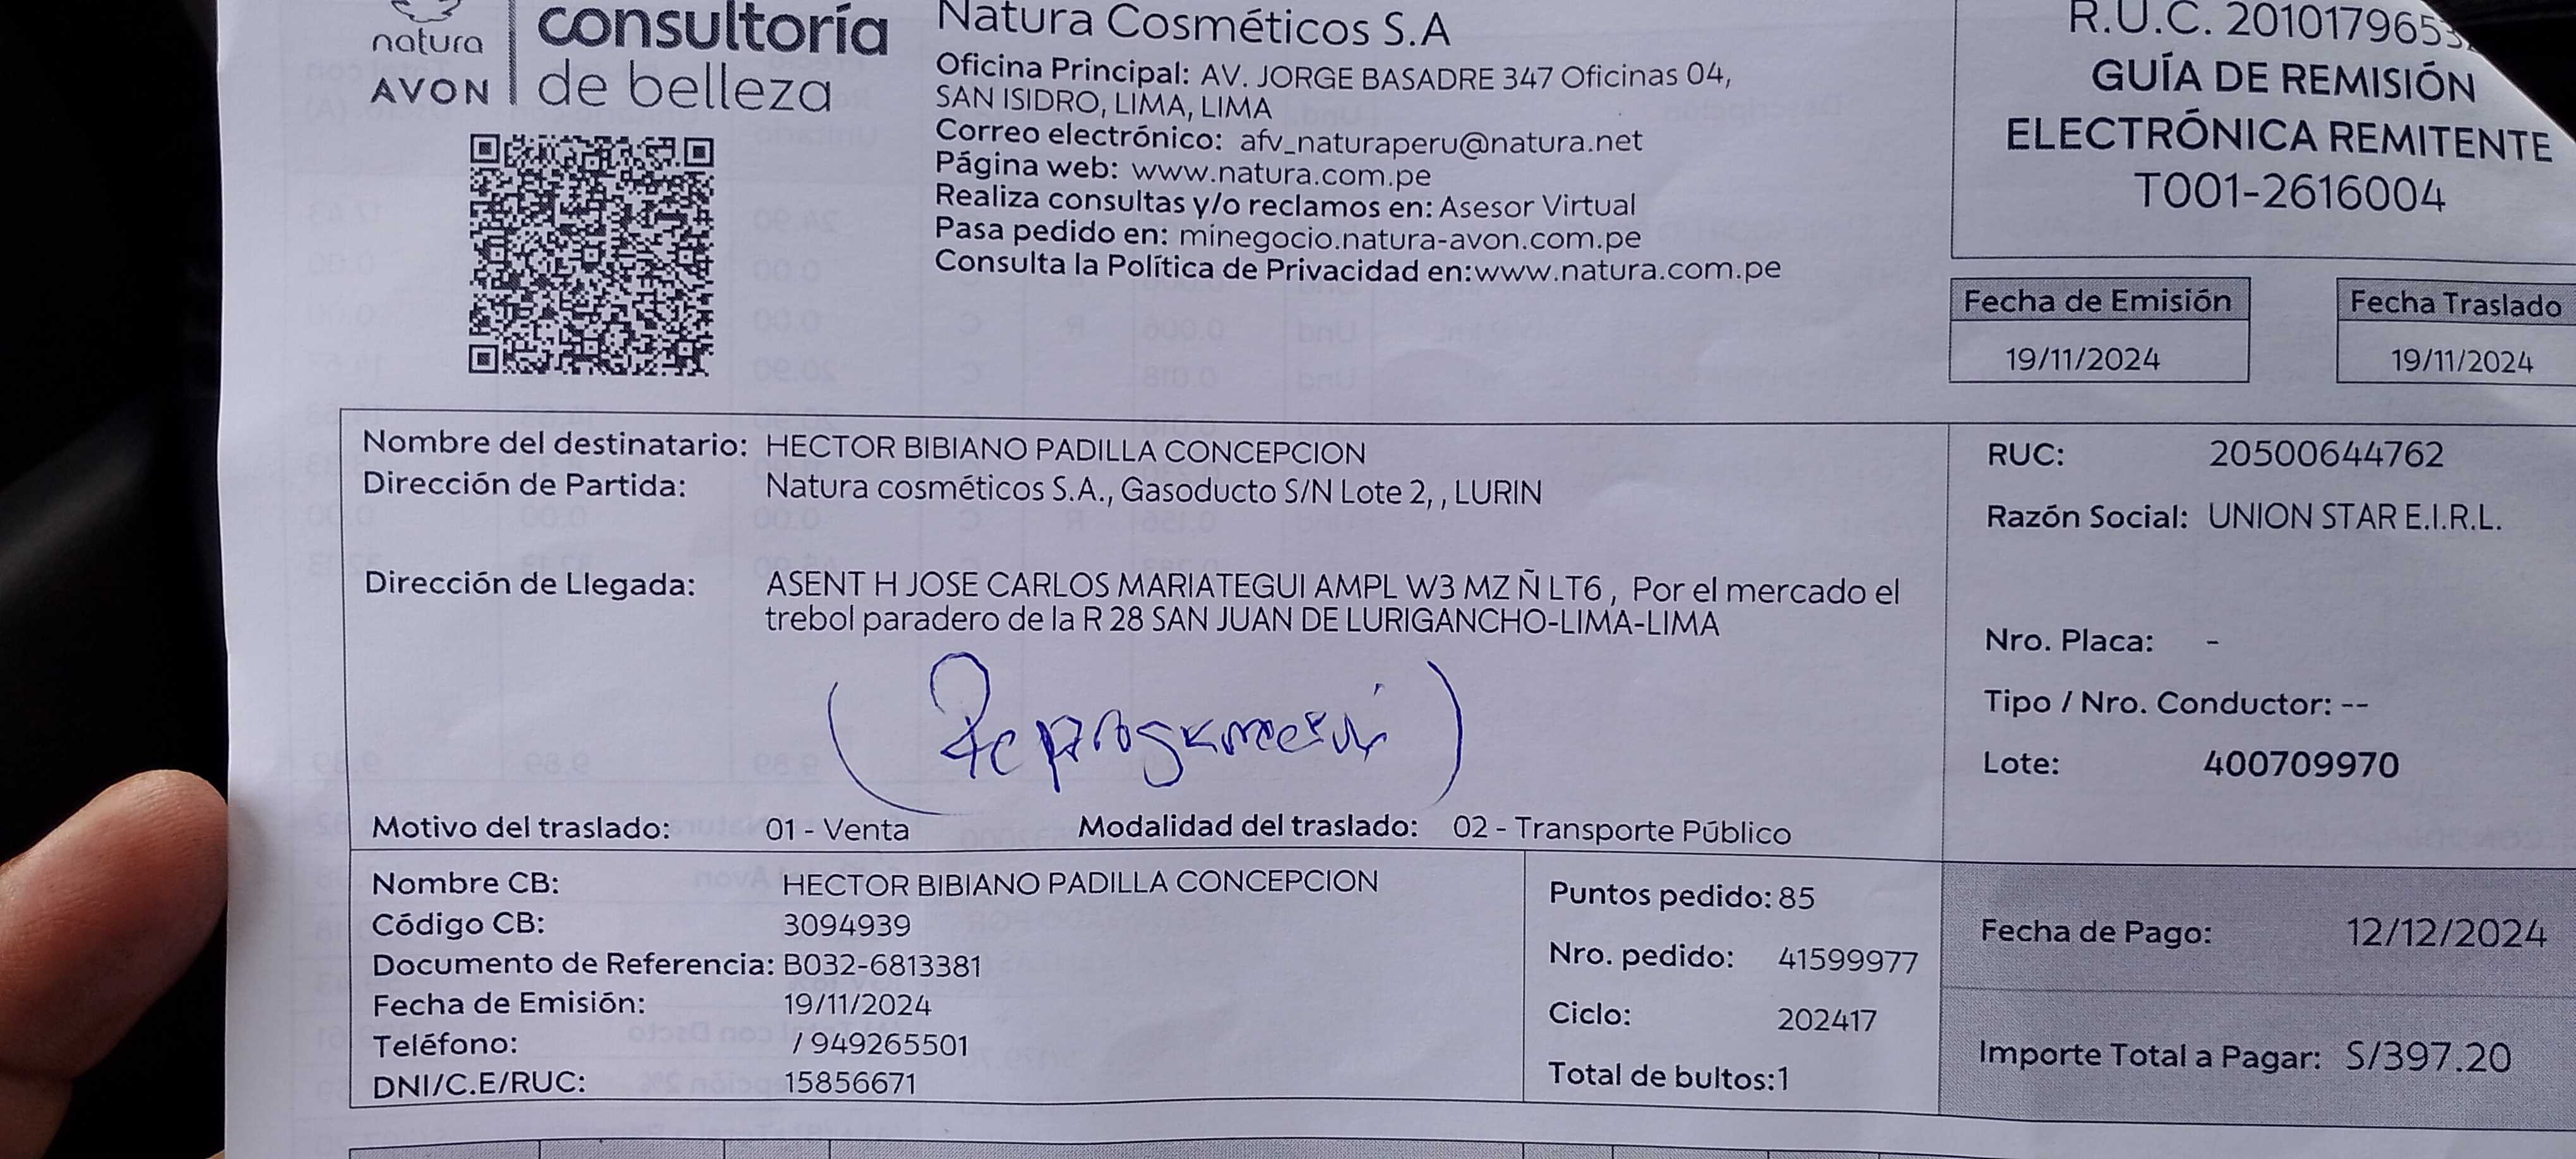 natura
AVON
consultoría
de belleza
Natura Cosméticos S.A
Oficina Principal: AV. JORGE BASADRE 347 Oficinas 04,
SAN ISIDRO, LIMA, LIMA
Correo electrónico: afv_naturaperu@natura.net
Página web: www.natura.com.pe
Realiza consultas y/o reclamos en: Asesor Virtual
Pasa pedido en: minegocio.natura-avon.com.pe
Consulta la Política de Privacidad en:www.natura.com.pe
R.U.C. 2010179653
GUÍA DE REMISIÓN
ELECTRÓNICA REMITENTE
T001-2616004
Fecha de Emisión
19/11/2024
Fecha Traslado
19/11/2024
Nombre del destinatario: HECTOR BIBIANO PADILLA CONCEPCION
Dirección de Partida: Natura cosméticos S.A., Gasoducto S/N Lote 2, , LURIN
Dirección de Llegada: ASENT H JOSE CARLOS MARIATEGUI AMPL W3 MZ Ñ LT6 , Por el mercado el
trebol paradero de la R 28 SAN JUAN DE LURIGANCHO-LIMA-LIMA
Motivo del traslado: 01 - Venta
Modalidad del traslado: 02 - Transporte Público
RUC: 20500644762
Razón Social: UNION STAR E.I.R.L.
Nro. Placa: -
Tipo / Nro. Conductor: --
Lote: 400709970
Nombre CB: HECTOR BIBIANO PADILLA CONCEPCION
Código CB: 3094939
Documento de Referencia: B032-6813381
Fecha de Emisión: 19/11/2024
Teléfono: / 949265501
DNI/C.E/RUC: 15856671
Puntos pedido: 85
Nro. pedido: 41599977
Ciclo: 202417
Total de bultos:1
Fecha de Pago: 12/12/2024
Importe Total a Pagar: S/397.20